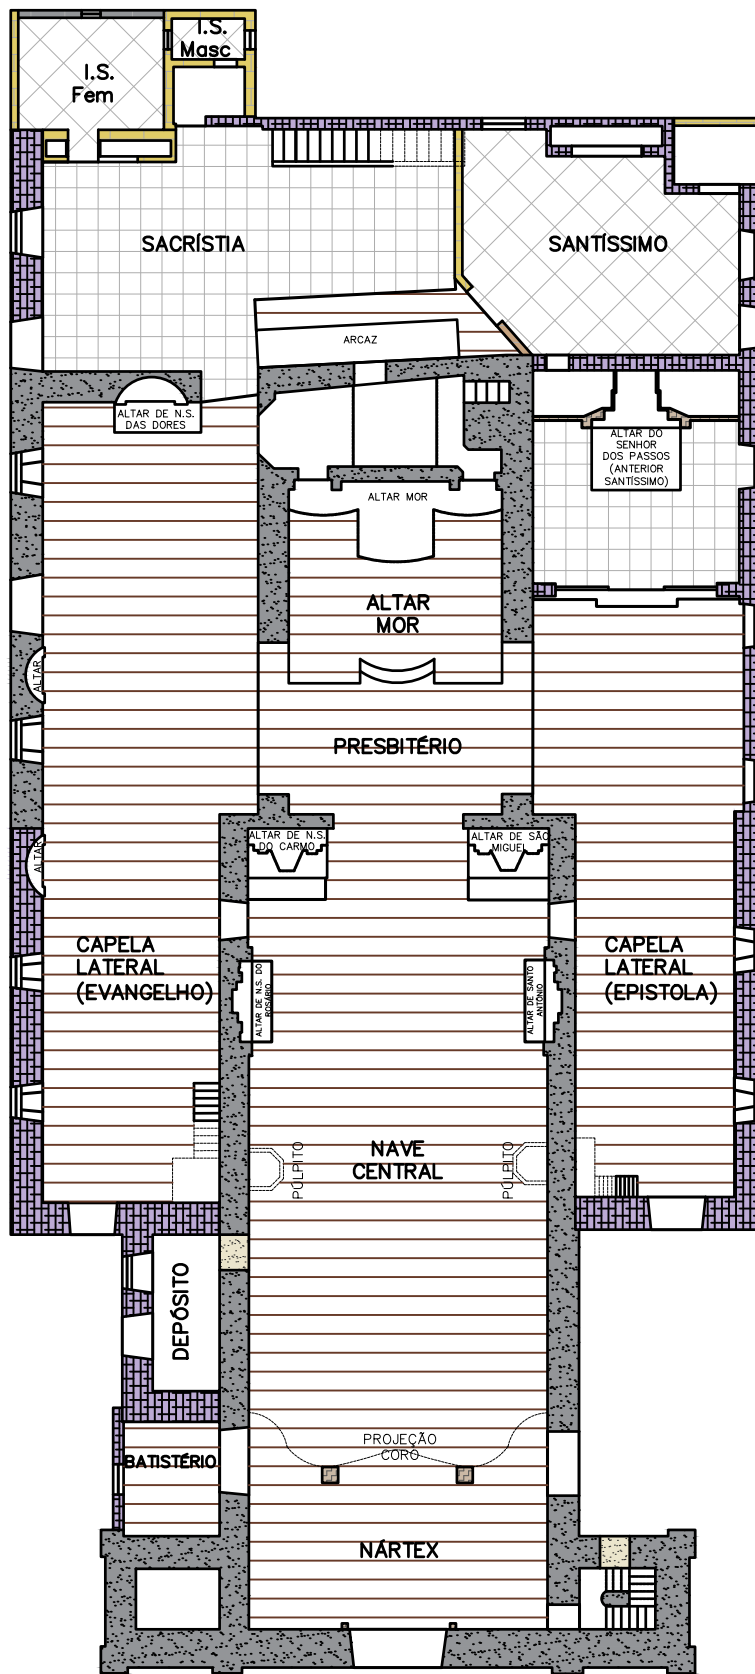 I.S.
Masc
I.S.
Fem
SACRÍSTIA
SANTÍSSIMO
ARCAZ
ALTAR DE N.S.
DAS DORES
ALTAR DO
SENHOR
DOS PASSOS
(ANTERIOR
SANTÍSSIMO)
ALTAR MOR
ALTAR
MOR
ALTAR
PRESBITÉRIO
ALTAR DE N.S.
DO CARMO
ALTAR DE SÃO
MIGUEL
ALTAR
CAPELA
LATERAL
(EVANGELHO)
CAPELA
LATERAL
(EPISTOLA)
ALTAR DE N.S. DO
ROSÁRIO
ALTAR DE SANTO
ANTÔNIO
NAVE
CENTRAL
PÚLPITO
PÚLPITO
DEPÓSITO
PROJEÇÃO
CORO
BATISTÉRIO
NÁRTEX